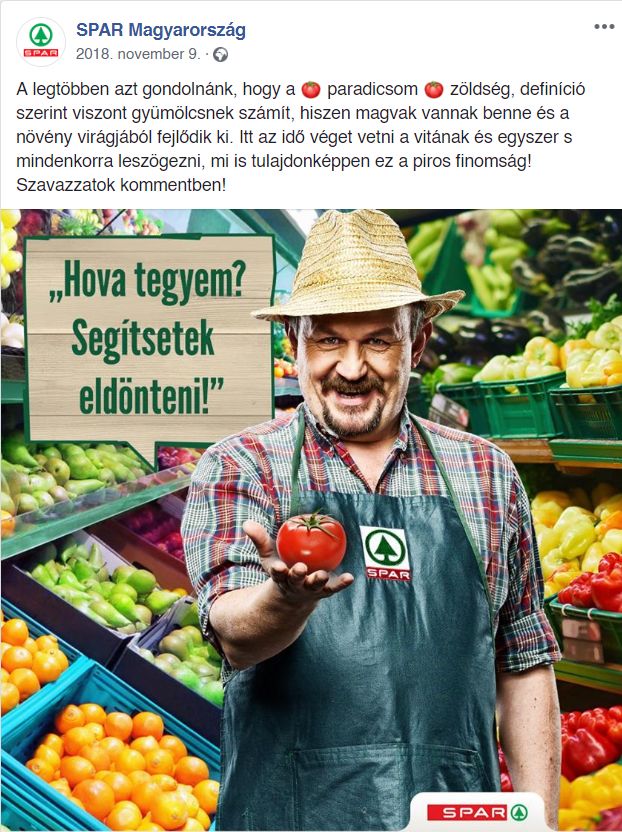 SPAR Magyarország
SPAR
2018. november 9. ·
A legtöbben azt gondolnánk, hogy a 🍅 paradicsom 🍅 zöldség, definíció
szerint viszont gyümölcsnek számít, hiszen magvak vannak benne és a
növény virágjából fejlődik ki. Itt az idő véget vetni a vitának és egyszer s
mindenkorra leszögezni, mi is tulajdonképpen ez a piros finomság!
Szavazzatok kommentben!
„Hova tegyem?
Segítsetek
eldönteni!”
SPAR
SPAR